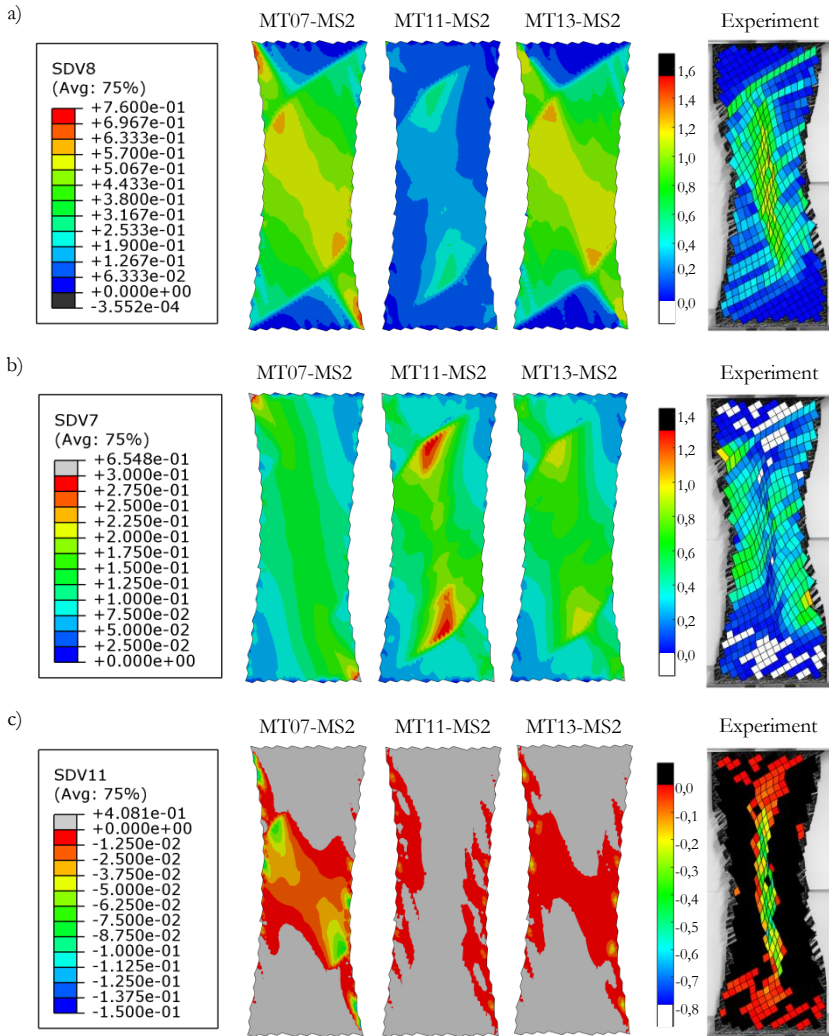 a)
MT07-MS2 MT11-MS2 MT13-MS2 Experiment
SDV8
(Avg: 75%)
+7.600e-01
+6.967e-01
+6.333e-01
+5.700e-01
+5.067e-01
+4.433e-01
+3.800e-01
+3.167e-01
+2.533e-01
+1.900e-01
+1.267e-01
+6.333e-02
+0.000e+00
-3.552e-04
1,6
1,4
1,2
1,0
0,8
0,6
0,4
0,2
0,0
b)
MT07-MS2 MT11-MS2 MT13-MS2 Experiment
SDV7
(Avg: 75%)
+6.548e-01
+3.000e-01
+2.750e-01
+2.500e-01
+2.250e-01
+2.000e-01
+1.750e-01
+1.500e-01
+1.250e-01
+1.000e-01
+7.500e-02
+5.000e-02
+2.500e-02
+0.000e+00
1,4
1,2
1,0
0,8
0,6
0,4
0,2
0,0
c)
MT07-MS2 MT11-MS2 MT13-MS2 Experiment
SDV11
(Avg: 75%)
+4.081e-01
+0.000e+00
-1.250e-02
-2.500e-02
-3.750e-02
-5.000e-02
-6.250e-02
-7.500e-02
-8.750e-02
-1.000e-01
-1.125e-01
-1.250e-01
-1.375e-01
-1.500e-01
0,0
-0,1
-0,2
-0,3
-0,4
-0,5
-0,6
-0,7
-0,8